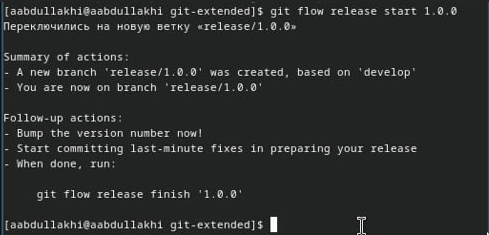 [aabdullakhi@aabdullakhi git-extended]$ git flow release start 1.0.0
Переключились на новую ветку «release/1.0.0»
Summary of actions:
- A new branch 'release/1.0.0' was created, based on 'develop'
- You are now on branch 'release/1.0.0'
Follow-up actions:
- Bump the version number now!
- Start committing last-minute fixes in preparing your release
- When done, run:
git flow release finish '1.0.0'
[aabdullakhi@aabdullakhi git-extended]$